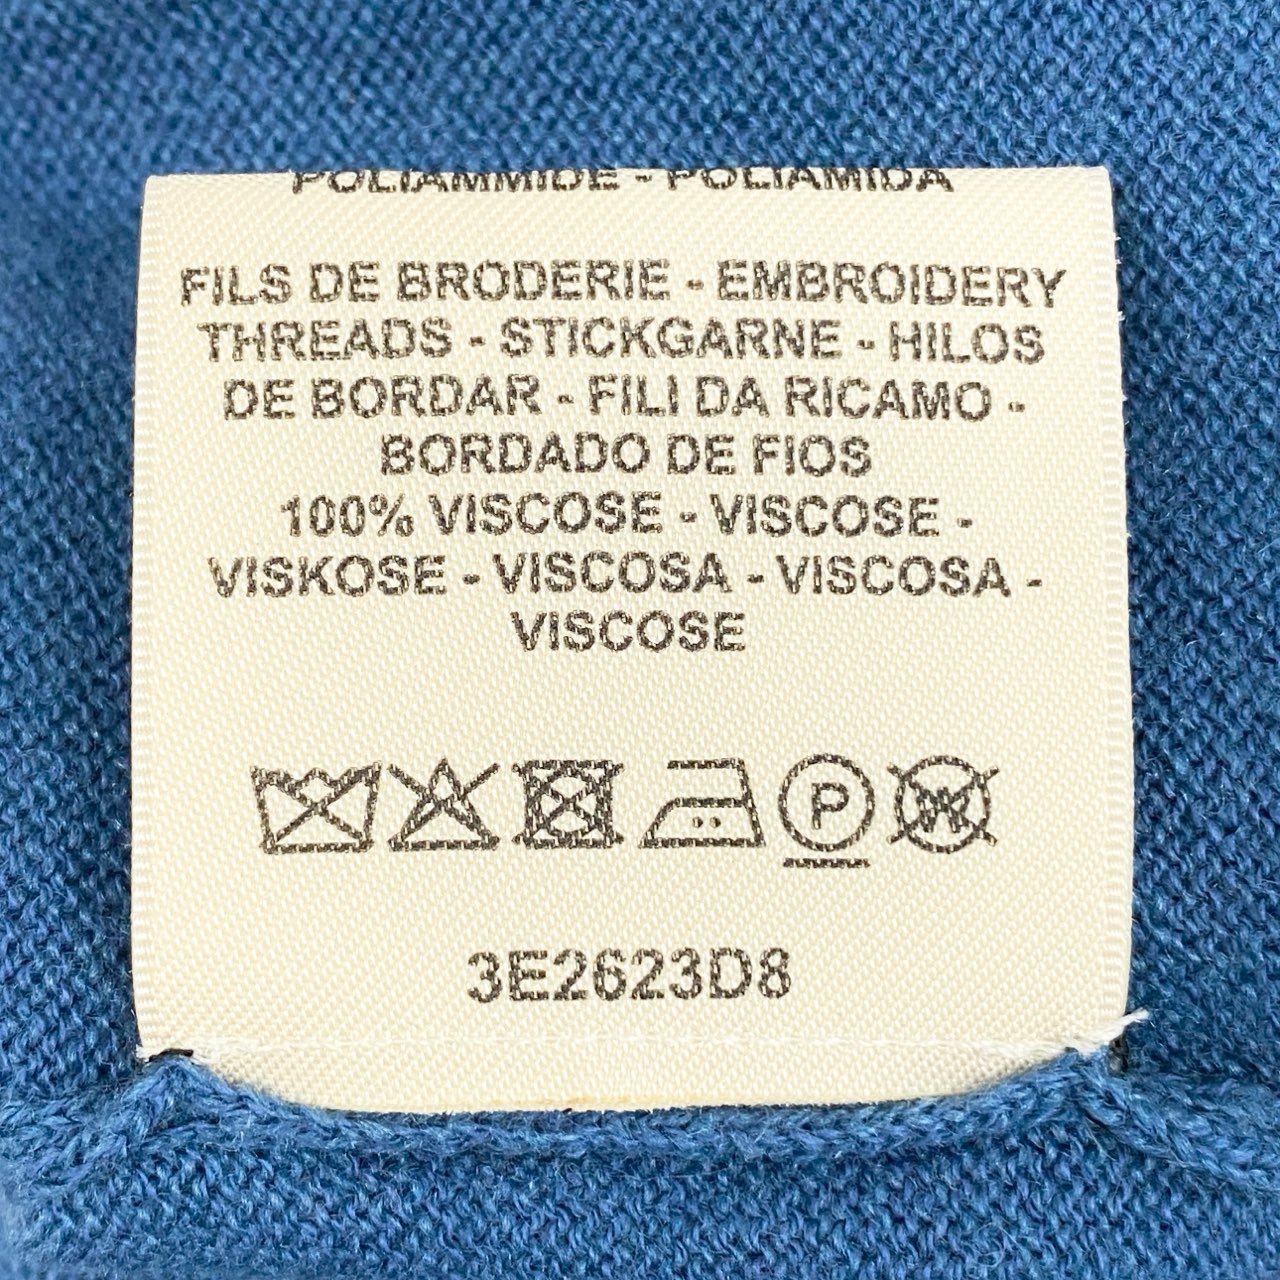 POLIAMMIDE - POLIAMIDA
FILS DE BRODERIE - EMBROIDERY
THREADS - STICKGARNE - HILOS
DE BORDAR - FILI DA RICAMO -
BORDADO DE FIOS
100% VISCOSE - VISCOSE -
VISKOSE - VISCOSA - VISCOSA -
VISCOSE
P W
3E2623D8